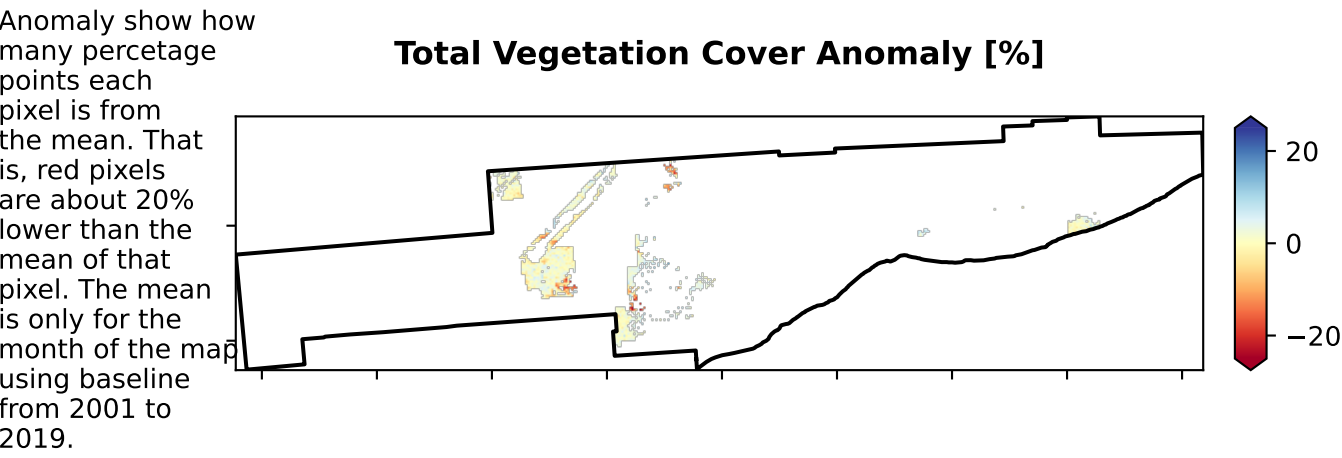 Anomaly show how
many percetage
points each
pixel is from
the mean. That
is, red pixels
are about 20%
lower than the
mean of that
pixel. The mean
is only for the
month of the map
using baseline
from 2001 to
2019.
Total Vegetation Cover Anomaly [%]
20
0
−20